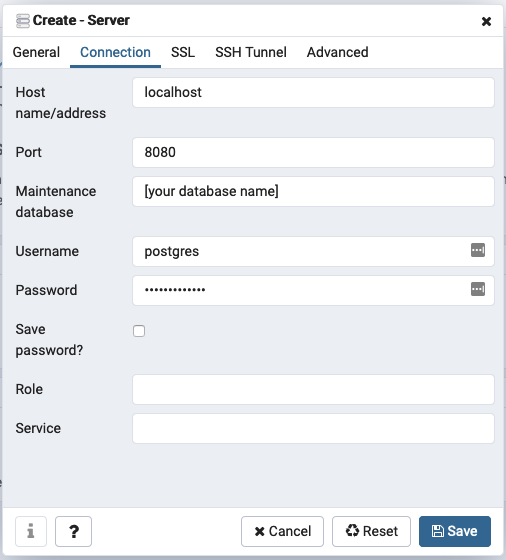 Create - Server
General Connection SSL SSH Tunnel Advanced
Host
name/address
localhost
Port
8080
Maintenance
database
[your database name]
Username
postgres
Password
•••••••••••••
Save
password?
Role
Service
i ? Cancel Reset Save